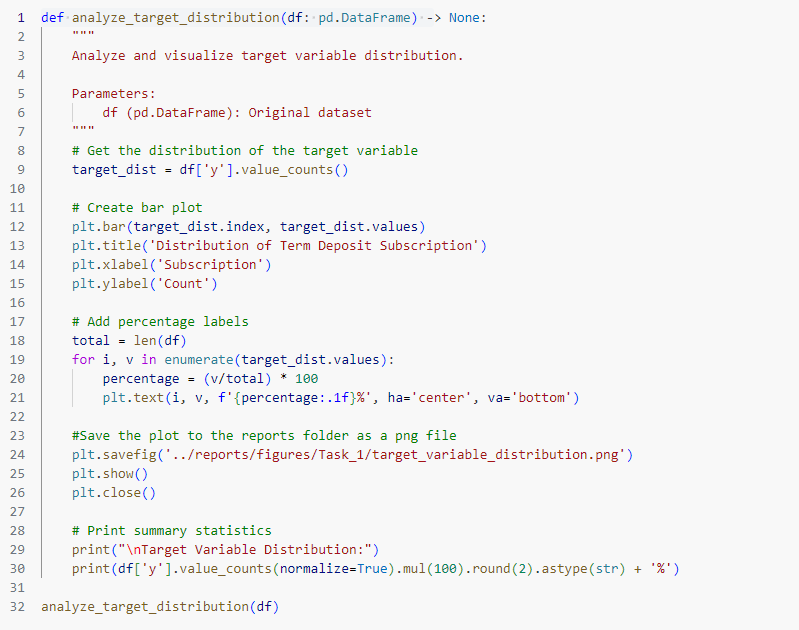 1 def analyze_target_distribution(df: pd.DataFrame) -> None:
2     """
3     Analyze and visualize target variable distribution.
4
5     Parameters:
6         df (pd.DataFrame): Original dataset
7     """
8     # Get the distribution of the target variable
9     target_dist = df['y'].value_counts()
10
11     # Create bar plot
12     plt.bar(target_dist.index, target_dist.values)
13     plt.title('Distribution of Term Deposit Subscription')
14     plt.xlabel('Subscription')
15     plt.ylabel('Count')
16
17     # Add percentage labels
18     total = len(df)
19     for i, v in enumerate(target_dist.values):
20         percentage = (v/total) * 100
21         plt.text(i, v, f'{percentage:.1f}%', ha='center', va='bottom')
22
23     #Save the plot to the reports folder as a png file
24     plt.savefig('../reports/figures/Task_1/target_variable_distribution.png')
25     plt.show()
26     plt.close()
27
28     # Print summary statistics
29     print("\nTarget Variable Distribution:")
30     print(df['y'].value_counts(normalize=True).mul(100).round(2).astype(str) + '%')
31
32 analyze_target_distribution(df)